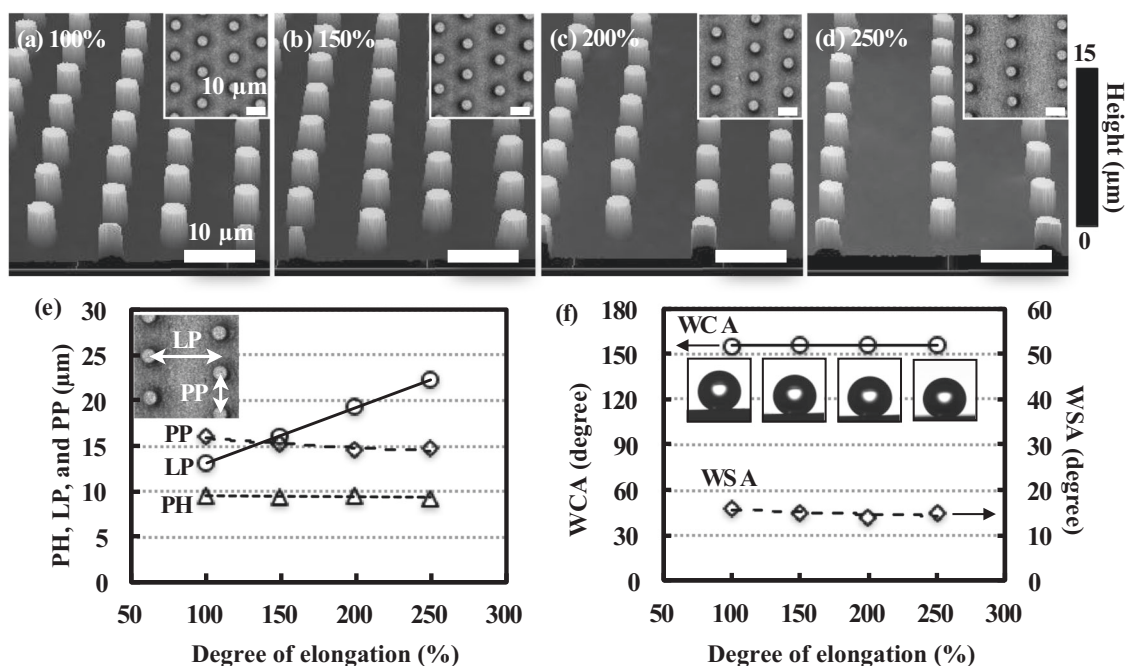 (a) 100%
10 µm
10 µm
(b) 150%
(c) 200%
(d) 250%
15
Height (µm)
0
(e)
30
25
20
15
10
5
0
PH, LP, and PP (µm)
LP
PP
PP
LP
PH
50 100 150 200 250 300
Degree of elongation (%)
(f)
180
150
120
90
60
30
0
WCA (degree)
WCA
WSA
60
50
40
30
20
10
0
WSA (degree)
50 100 150 200 250 300
Degree of elongation (%)